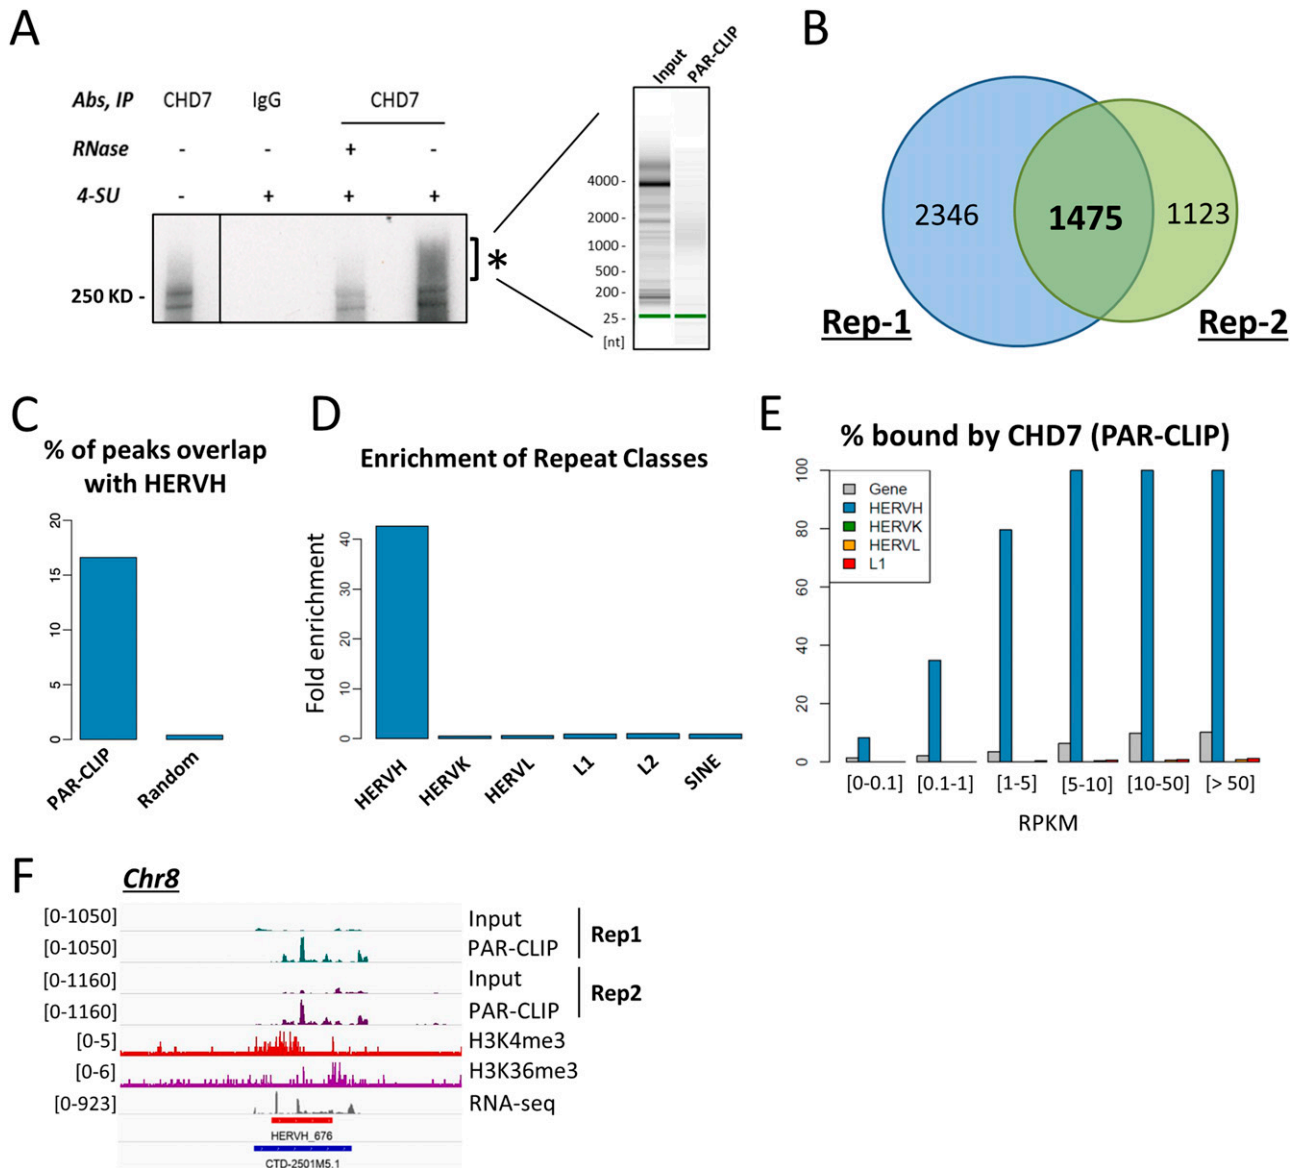 A
Abs, IP CHD7 IgG CHD7
RNase - - + -
4-SU - + + +
250 KD -
*
Input PAR-CLIP
4000 -
2000 -
1000 -
500 -
200 -
25 -
[nt]
B
2346 1475 1123
Rep-1 Rep-2
C
% of peaks overlap
with HERVH
20
15
10
5
0
PAR-CLIP Random
D
Enrichment of Repeat Classes
Fold enrichment
40
30
20
10
0
HERVH HERVK HERVL L1 L2 SINE
E
% bound by CHD7 (PAR-CLIP)
100
80
60
40
20
0
Gene
HERVH
HERVK
HERVL
L1
[0-0.1] [0.1-1] [1-5] [5-10] [10-50] [> 50]
RPKM
F
Chr8
[0-1050] Input
[0-1050] PAR-CLIP
Rep1
[0-1160] Input
[0-1160] PAR-CLIP
Rep2
[0-5] H3K4me3
[0-6] H3K36me3
[0-923] RNA-seq
HERVH_676
CTD-2501M5.1